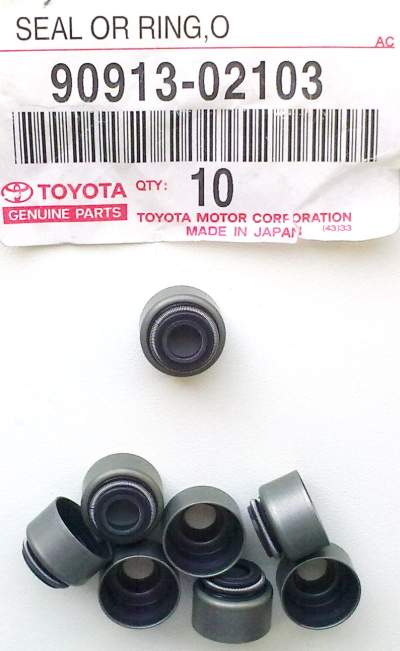 SEAL OR RING,O
AC
90913-02103
TOYOTA QTY: 10
GENUINE PARTS
TOYOTA MOTOR CORPORATION
MADE IN JAPAN (43)33